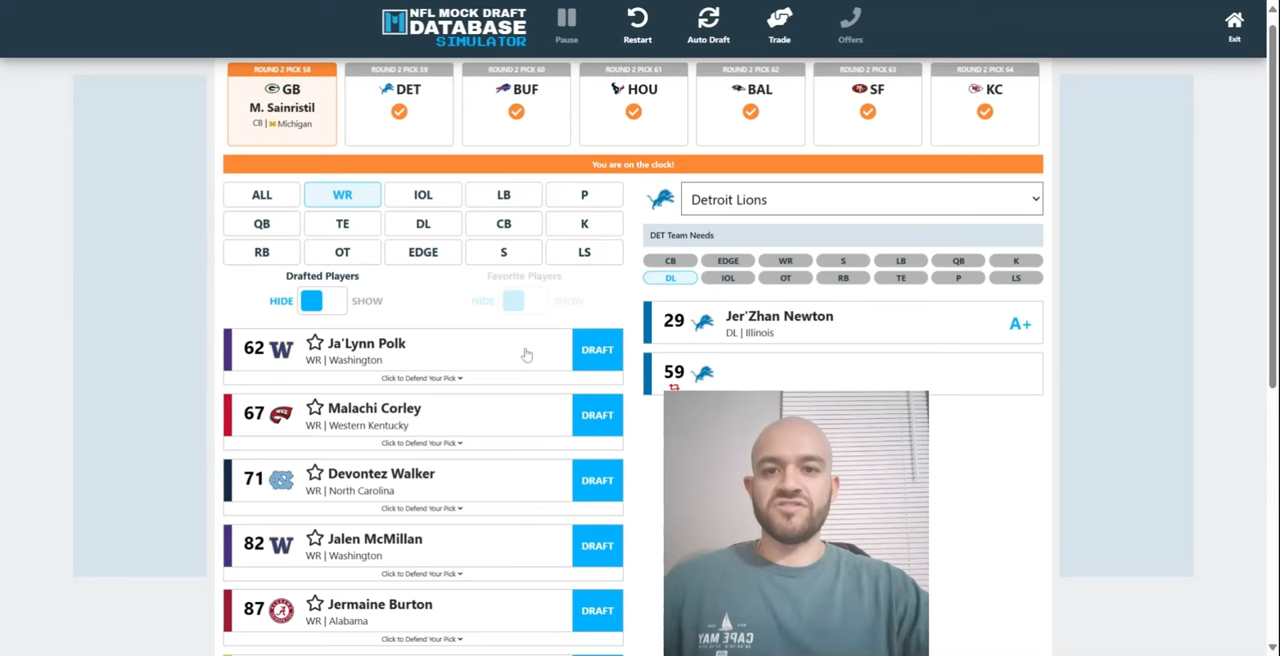 NFL MOCK DRAFT
DATABASE
SIMULATOR
Pause
Restart
Auto Draft
Trade
Offers
Exit
ROUND 2 PICK 58
GB
M. Sainristil
CB | Michigan
ROUND 2 PICK 59
DET
ROUND 2 PICK 60
BUF
ROUND 2 PICK 61
HOU
ROUND 2 PICK 62
BAL
ROUND 2 PICK 63
SF
ROUND 2 PICK 64
KC
You are on the clock!
ALL WR IOL LB P
QB TE DL CB K
RB OT EDGE S LS
Drafted Players
HIDE SHOW
Favorite Players
HIDE SHOW
62 W Ja'Lynn Polk
WR | Washington
DRAFT
Click to Defend Your Pick
67 Malachi Corley
WR | Western Kentucky
DRAFT
Click to Defend Your Pick
71 Devontez Walker
WR | North Carolina
DRAFT
Click to Defend Your Pick
82 W Jalen McMillan
WR | Washington
DRAFT
Click to Defend Your Pick
87 Jermaine Burton
WR | Alabama
DRAFT
Click to Defend Your Pick
Detroit Lions
DET Team Needs
CB EDGE WR S LB QB K
DL IOL OT RB TE P LS
29 Jer'Zhan Newton
DL | Illinois
A+
59
CAPE MAY